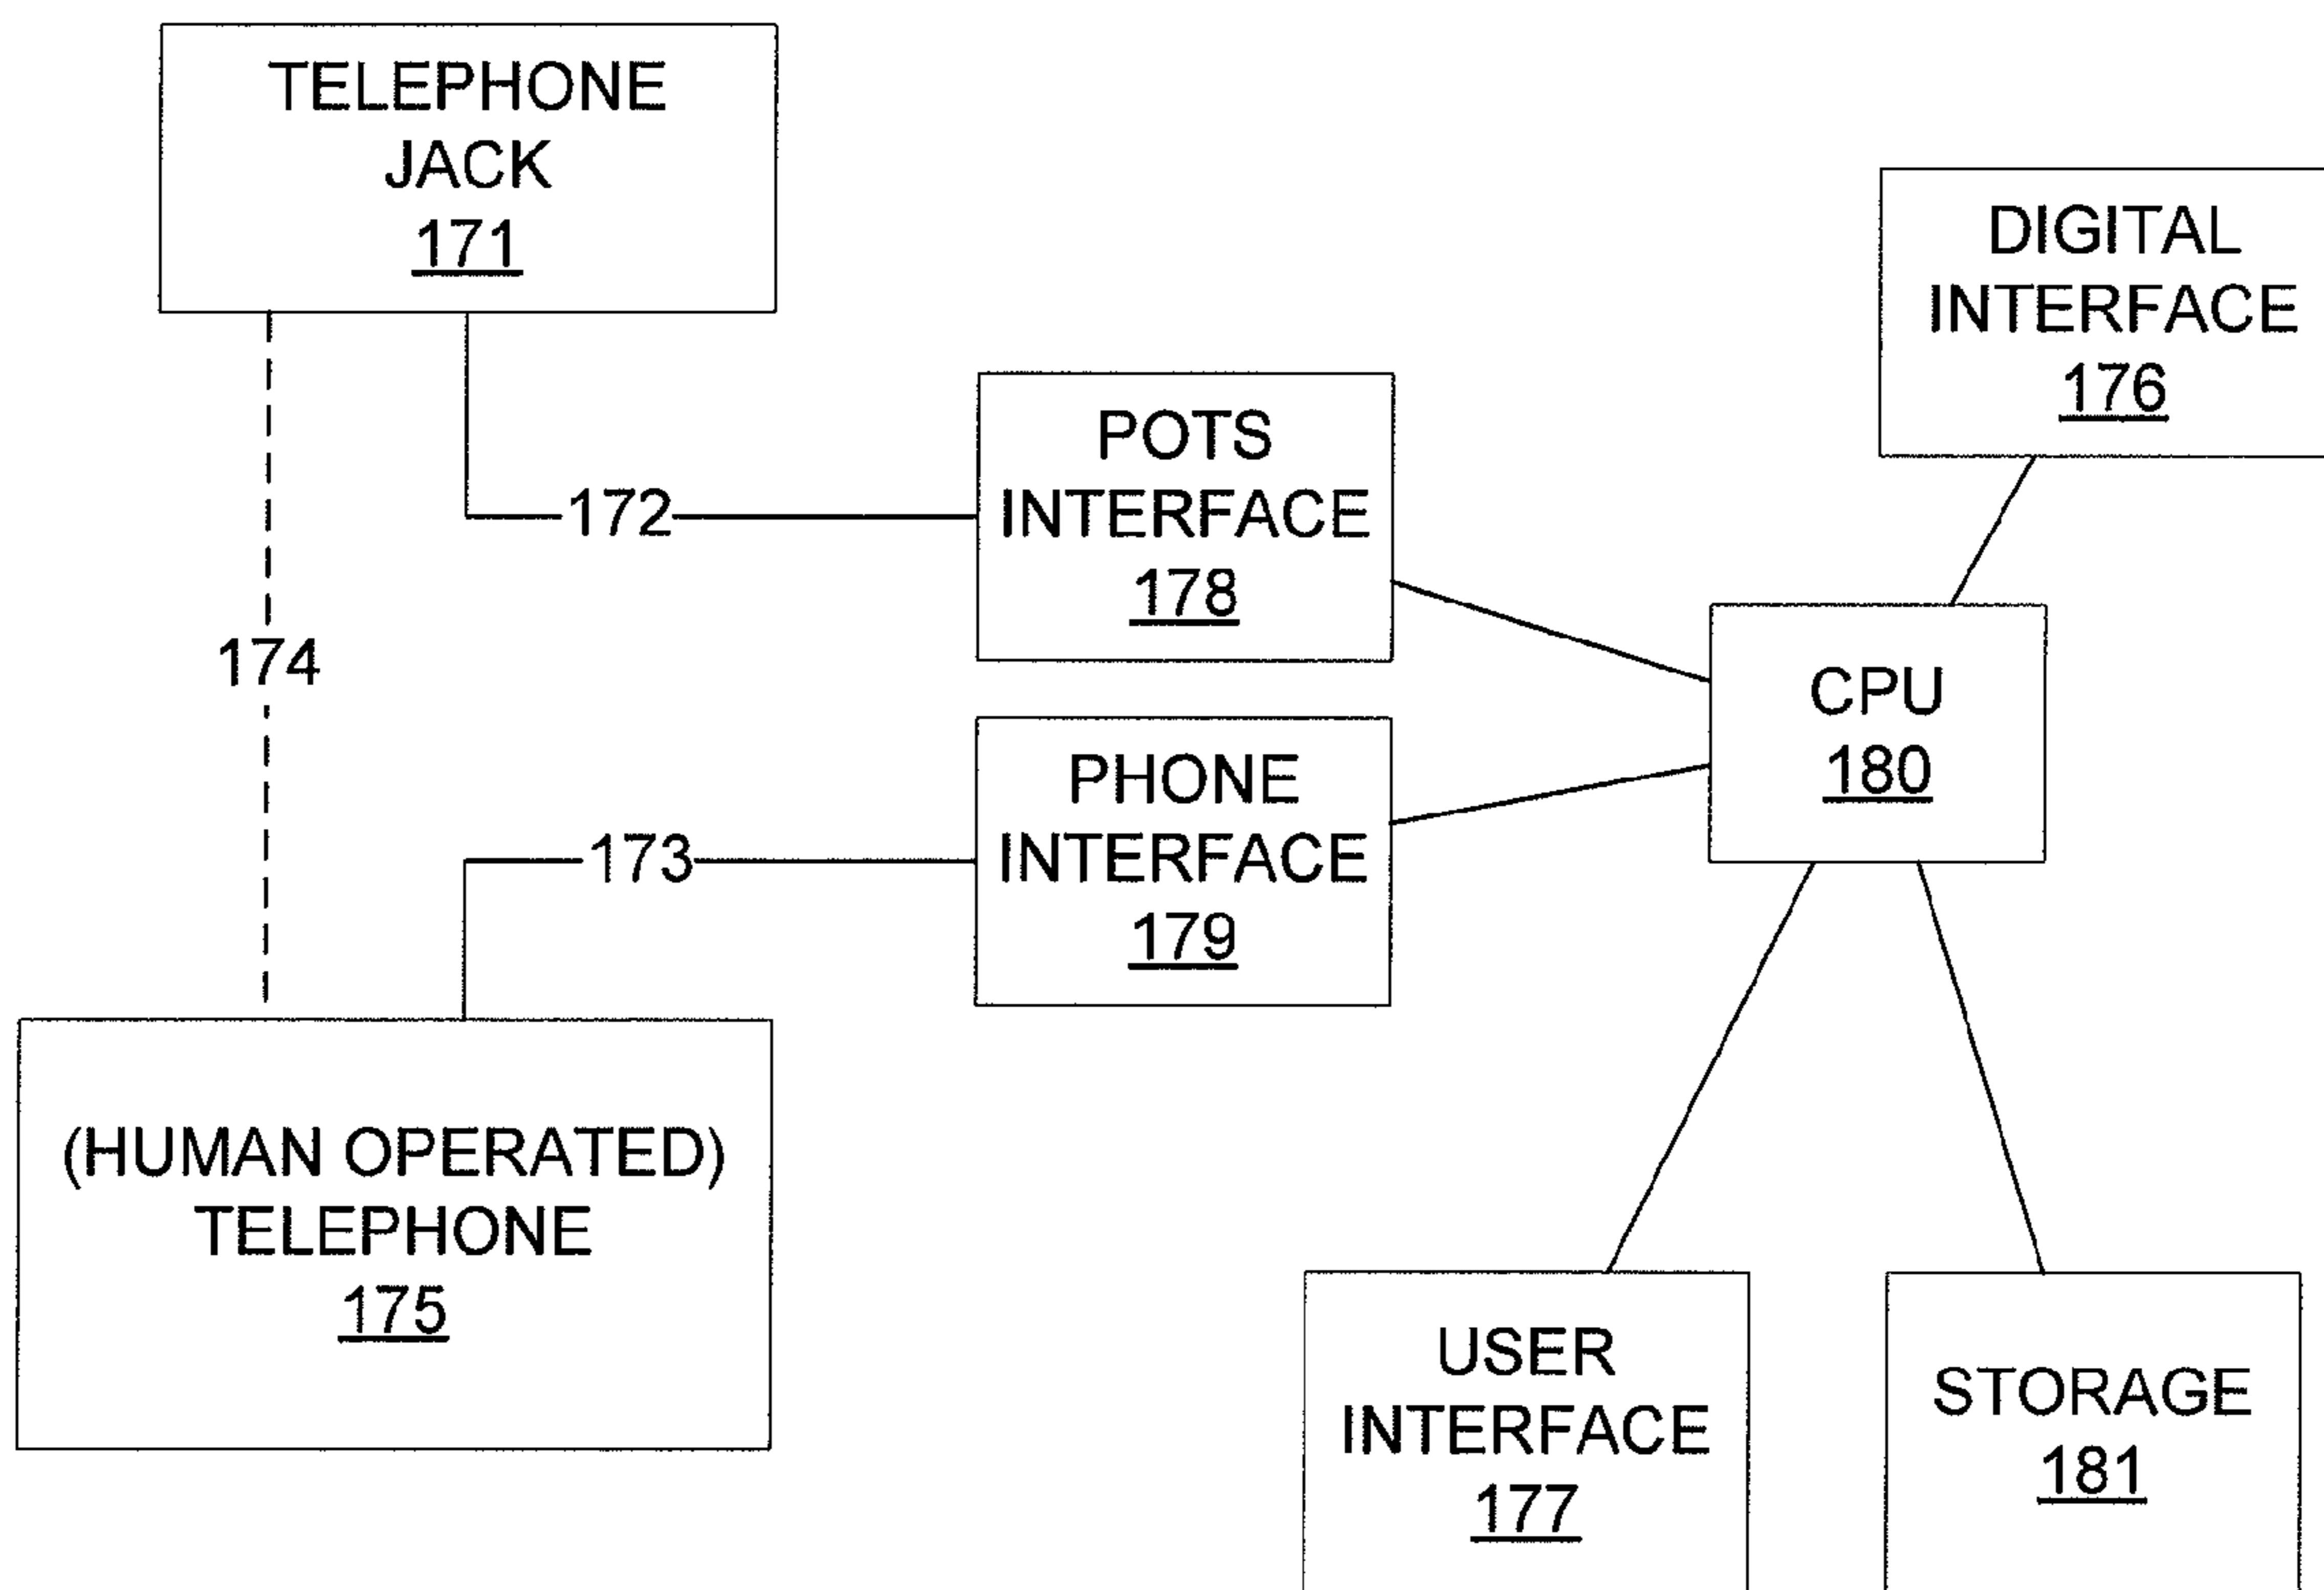 TELEPHONE
JACK
171
DIGITAL
INTERFACE
176
POTS
INTERFACE
178
172
174
CPU
180
PHONE
INTERFACE
179
173
(HUMAN OPERATED)
TELEPHONE
175
USER
INTERFACE
177
STORAGE
181